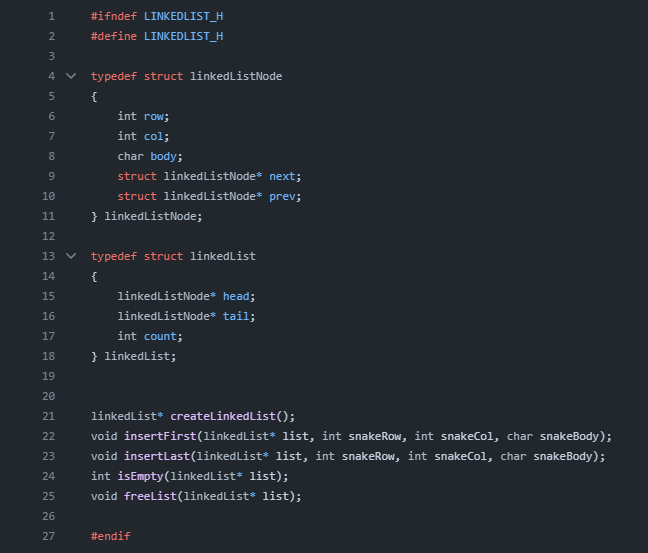 1 #ifndef LINKEDLIST_H
2 #define LINKEDLIST_H
3
4 typedef struct linkedListNode
5 {
6     int row;
7     int col;
8     char body;
9     struct linkedListNode* next;
10     struct linkedListNode* prev;
11 } linkedListNode;
12
13 typedef struct linkedList
14 {
15     linkedListNode* head;
16     linkedListNode* tail;
17     int count;
18 } linkedList;
19
20
21 linkedList* createLinkedList();
22 void insertFirst(linkedList* list, int snakeRow, int snakeCol, char snakeBody);
23 void insertLast(linkedList* list, int snakeRow, int snakeCol, char snakeBody);
24 int isEmpty(linkedList* list);
25 void freeList(linkedList* list);
26
27 #endif